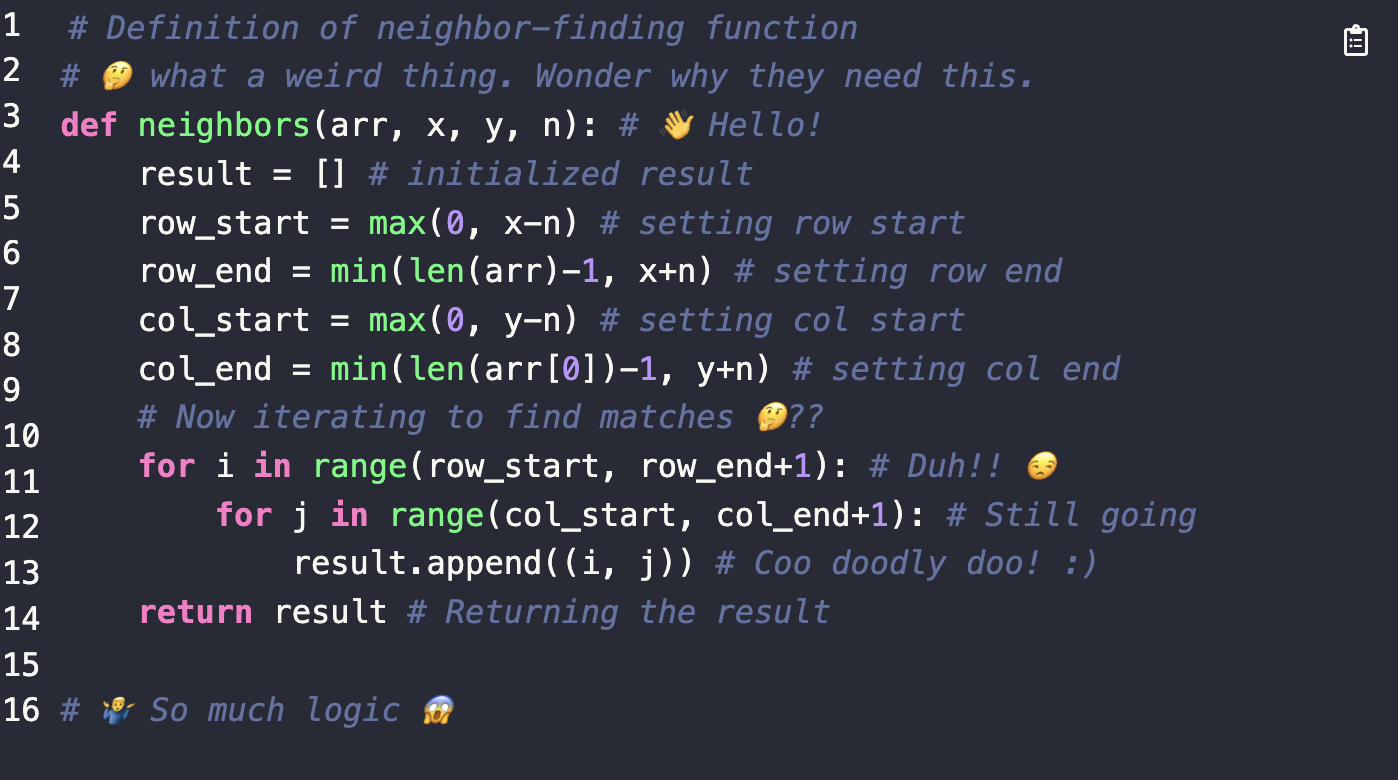 1 # Definition of neighbor-finding function
2 # 🤔 what a weird thing. Wonder why they need this.
3 def neighbors(arr, x, y, n): # 👋 Hello!
4     result = [] # initialized result
5     row_start = max(0, x-n) # setting row start
6     row_end = min(len(arr)-1, x+n) # setting row end
7     col_start = max(0, y-n) # setting col start
8     col_end = min(len(arr[0])-1, y+n) # setting col end
9     # Now iterating to find matches 🤔??
10     for i in range(row_start, row_end+1): # Duh!! 😒
11         for j in range(col_start, col_end+1): # Still going
12             result.append((i, j)) # Coo doodly doo! :)
13     return result # Returning the result
14
15
16 # 🤷‍♂️ So much logic 😱